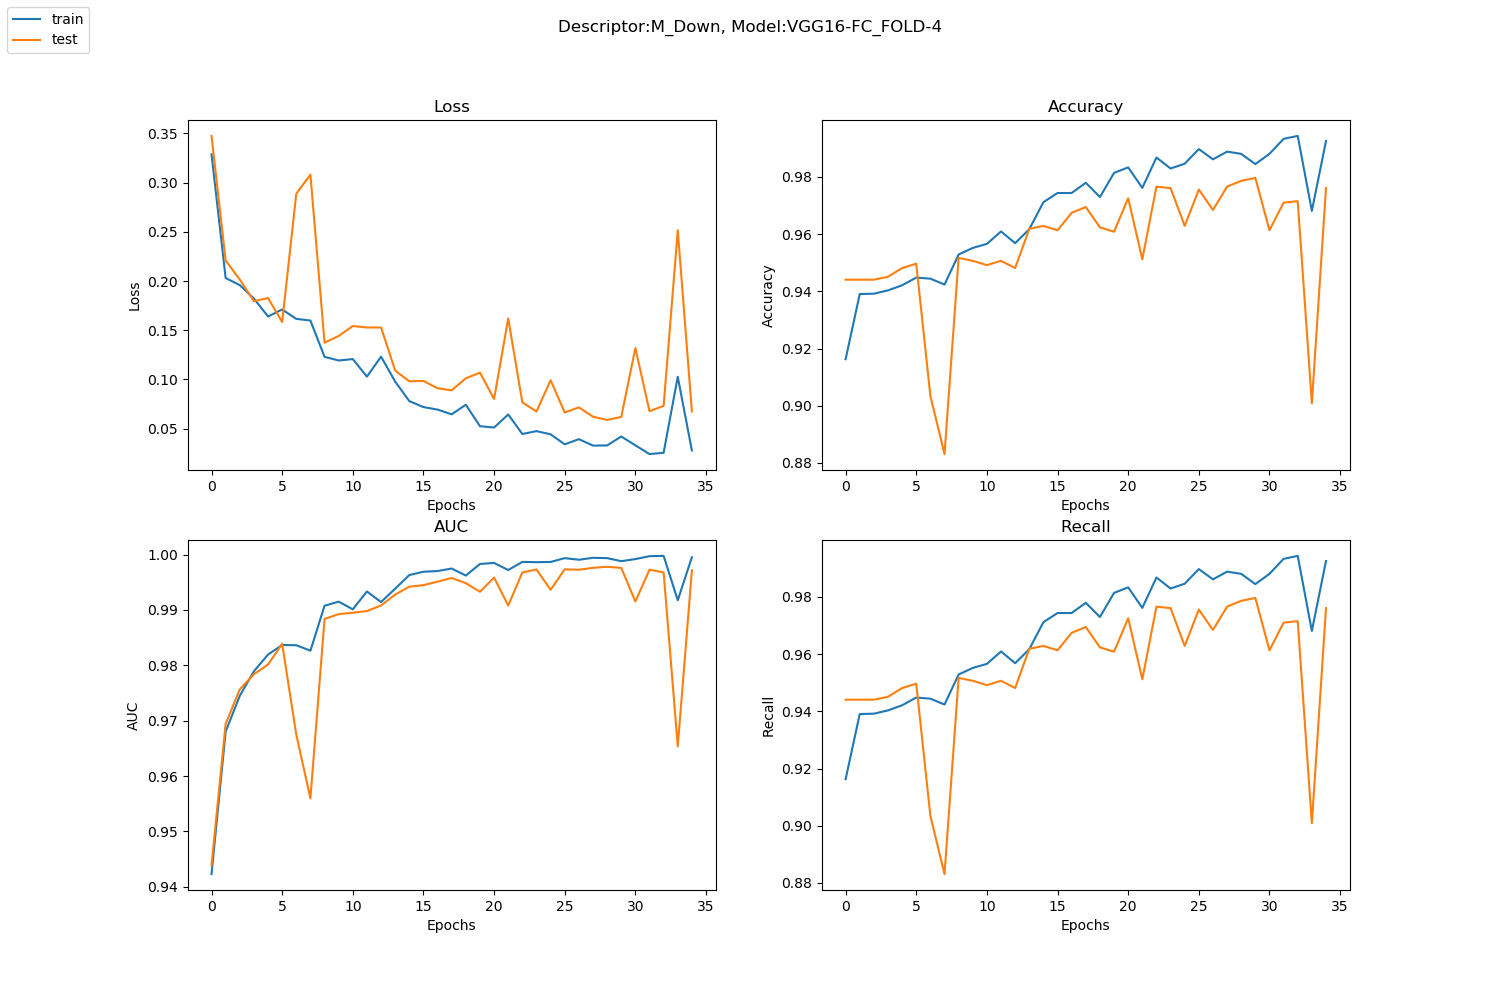 train
test
Descriptor:M_Down, Model:VGG16-FC_FOLD-4
Loss
Loss
0.35
0.30
0.25
0.20
0.15
0.10
0.05
0 5 10 15 20 25 30 35
Epochs
Accuracy
Accuracy
0.98
0.96
0.94
0.92
0.90
0.88
0 5 10 15 20 25 30 35
Epochs
AUC
AUC
1.00
0.99
0.98
0.97
0.96
0.95
0.94
0 5 10 15 20 25 30 35
Epochs
Recall
Recall
0.98
0.96
0.94
0.92
0.90
0.88
0 5 10 15 20 25 30 35
Epochs